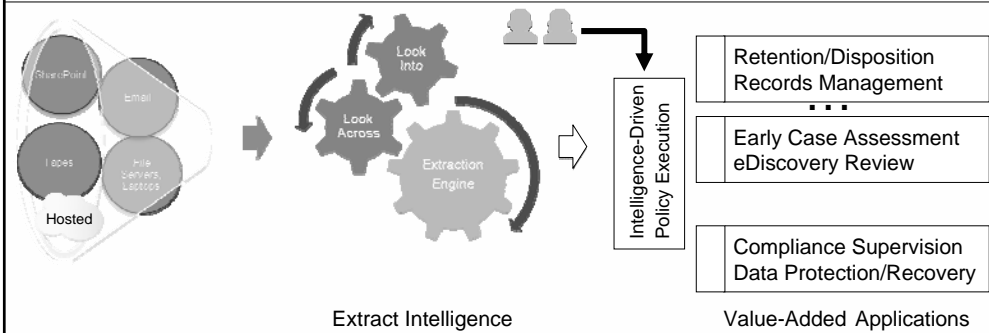 SharePoint
Email
Tapes
File
Servers,
Laptops
Hosted
Look
Into
Look
Across
Extraction
Engine
Extract Intelligence
Intelligence-Driven
Policy Execution
Retention/Disposition
Records Management
...
Early Case Assessment
eDiscovery Review
Compliance Supervision
Data Protection/Recovery
Value-Added Applications